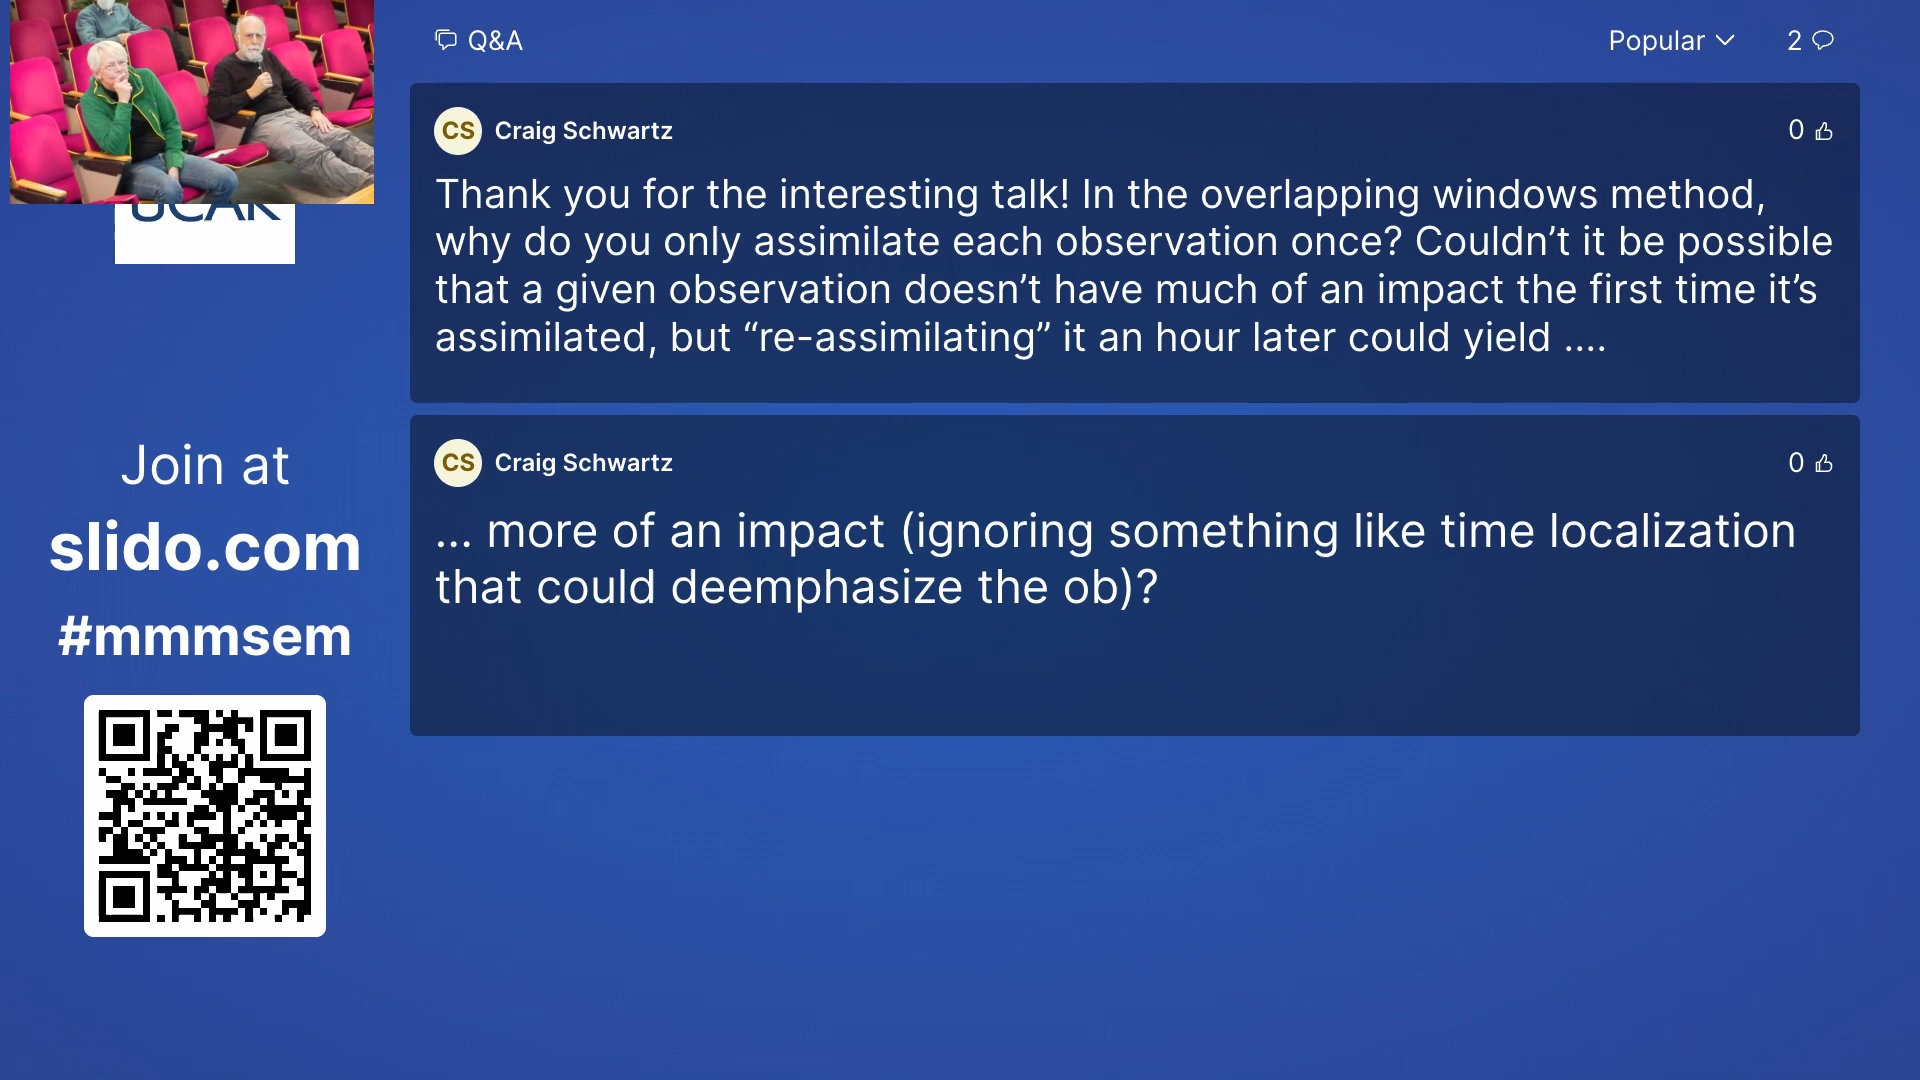 Q&A
Popular
2
UCAR
CS
Craig Schwartz
0
Thank you for the interesting talk! In the overlapping windows method,
why do you only assimilate each observation once? Couldn’t it be possible
that a given observation doesn’t have much of an impact the first time it’s
assimilated, but “re-assimilating” it an hour later could yield ....
CS
Craig Schwartz
0
... more of an impact (ignoring something like time localization
that could deemphasize the ob)?
Join at
slido.com
#mmmsem